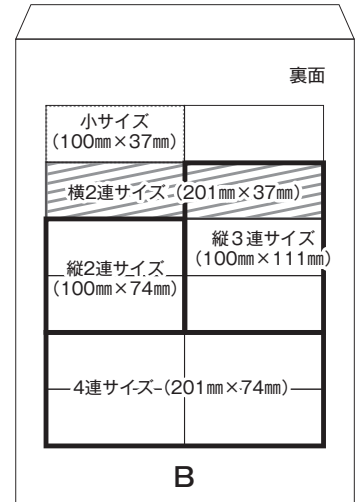 裏面
小サイズ
(100㎜×37㎜)
横2連サイズ (201㎜×37㎜)
縦3連サイズ
(100㎜×111㎜)
縦2連サイズ
(100㎜×74㎜)
4連サイズ (201㎜×74㎜)
B